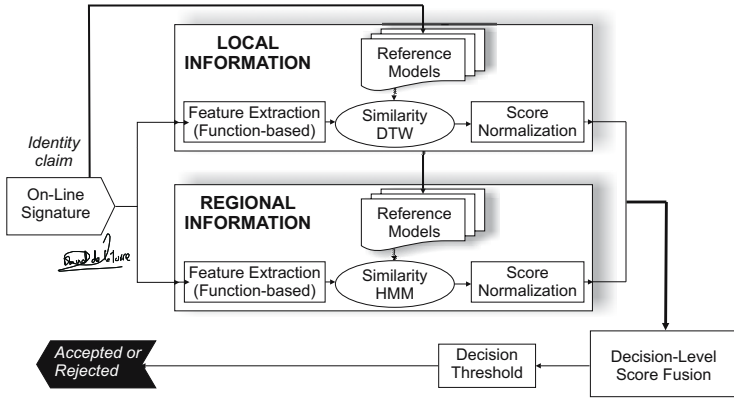 LOCAL
INFORMATION
Reference
Models
Feature Extraction
(Function-based)
Similarity
DTW
Score
Normalization
Identity
claim
On-Line
Signature
REGIONAL
INFORMATION
Reference
Models
Feature Extraction
(Function-based)
Similarity
HMM
Score
Normalization
Accepted or
Rejected
Decision
Threshold
Decision-Level
Score Fusion